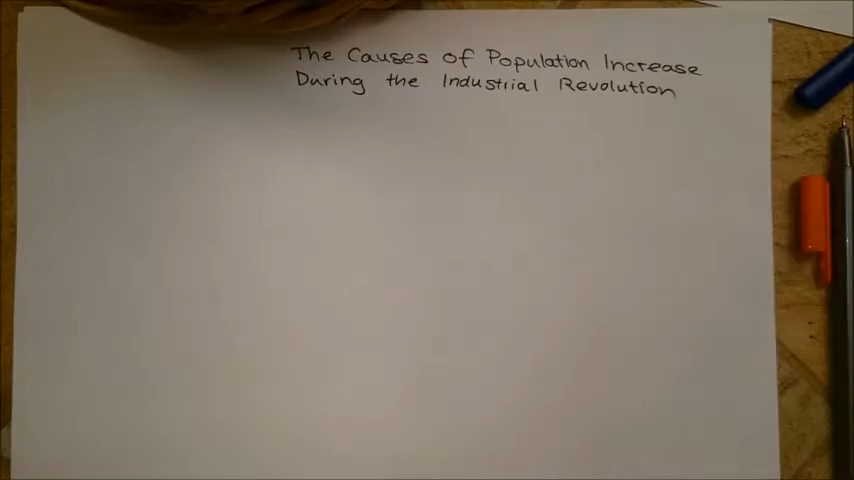 The Causes of Population Increase
During the Industrial Revolution